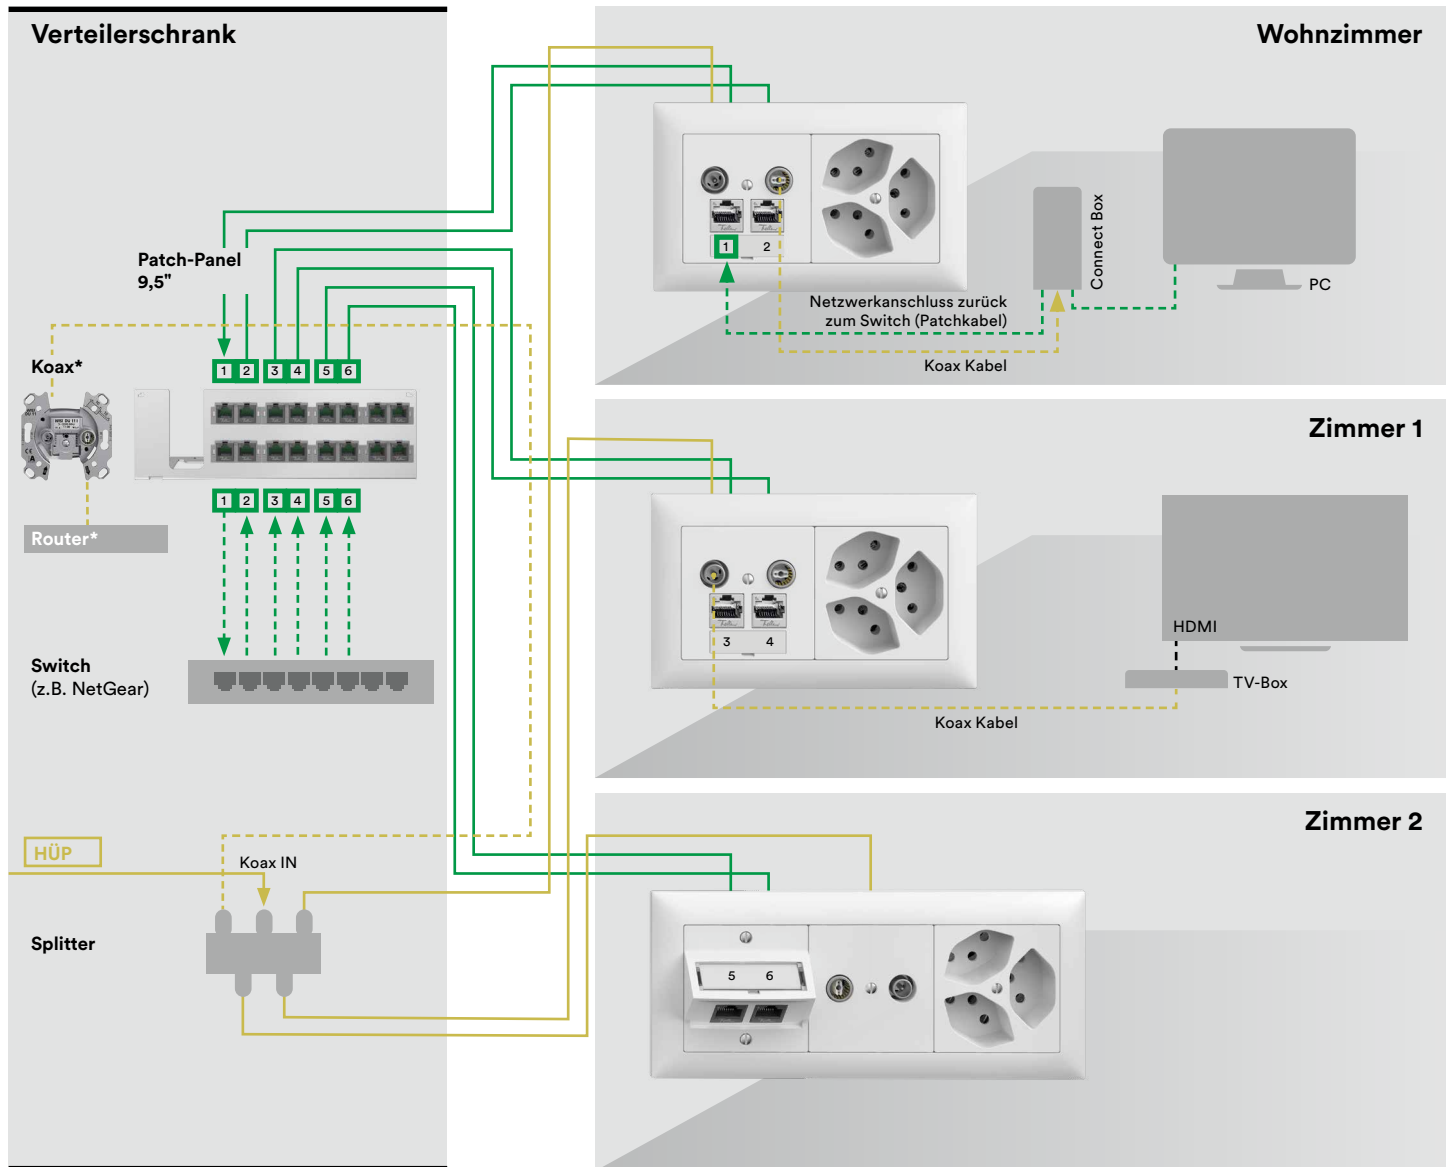 Verteilerschrank
Patch-Panel
9,5"
Koax*
1 2 3 4 5 6
1 2 3 4 5 6
Router*
Switch
(z.B. NetGear)
HÜP
Koax IN
Splitter
Wohnzimmer
1 2
Connect Box
PC
Netzwerkanschluss zurück
zum Switch (Patchkabel)
Koax Kabel
Zimmer 1
3 4
HDMI
TV-Box
Koax Kabel
Zimmer 2
5 6